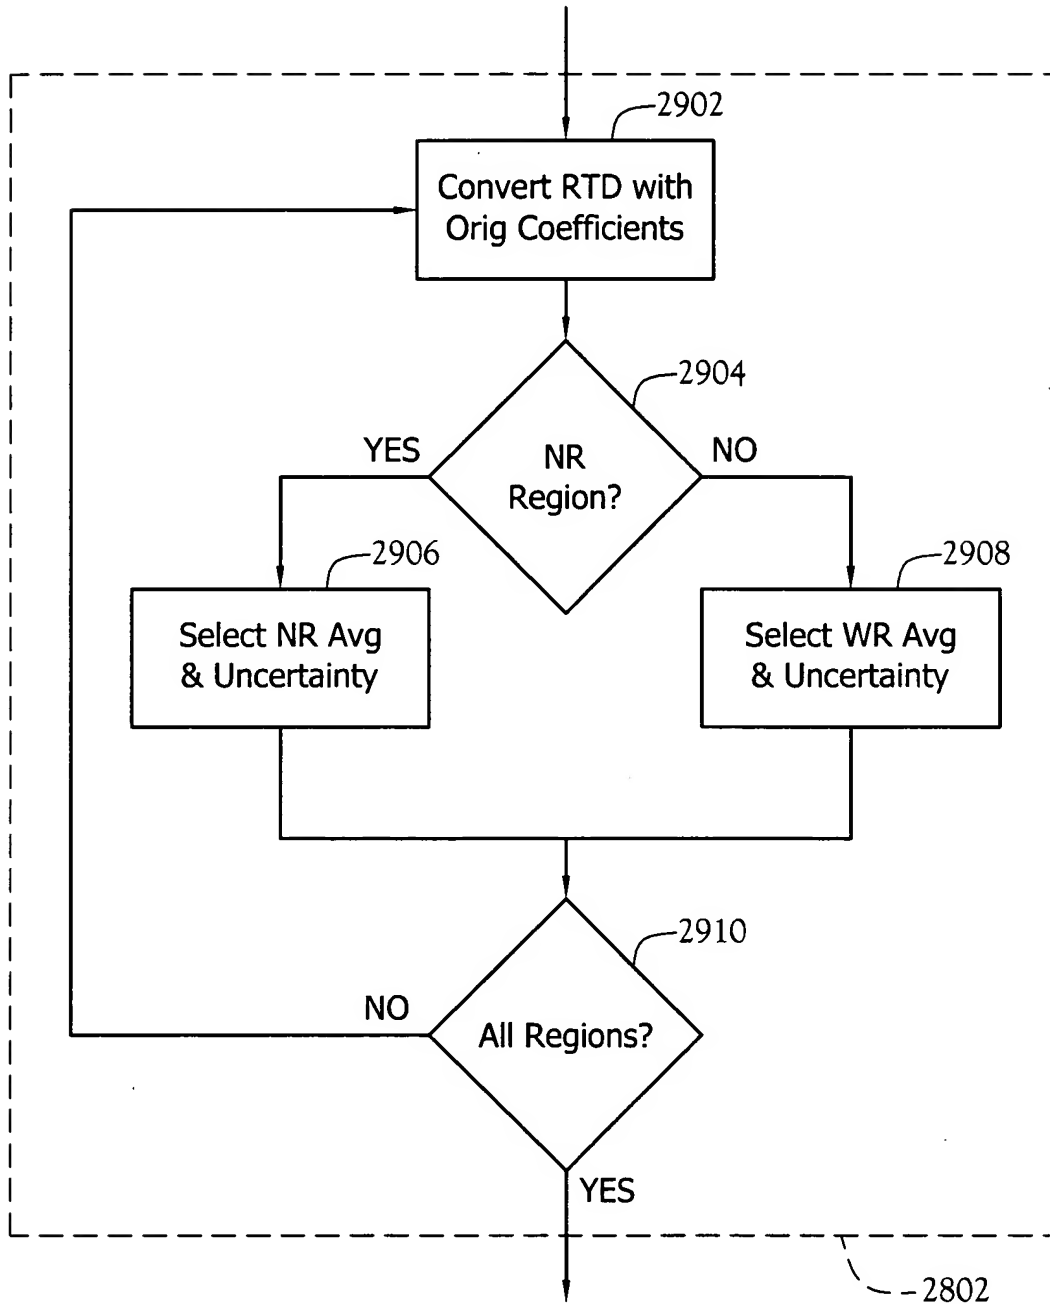 2902
Convert RTD with
Orig Coefficients
2904
YES
NO
NR
Region?
2906
2908
Select NR Avg
& Uncertainty
Select WR Avg
& Uncertainty
2910
NO
All Regions?
YES
2802